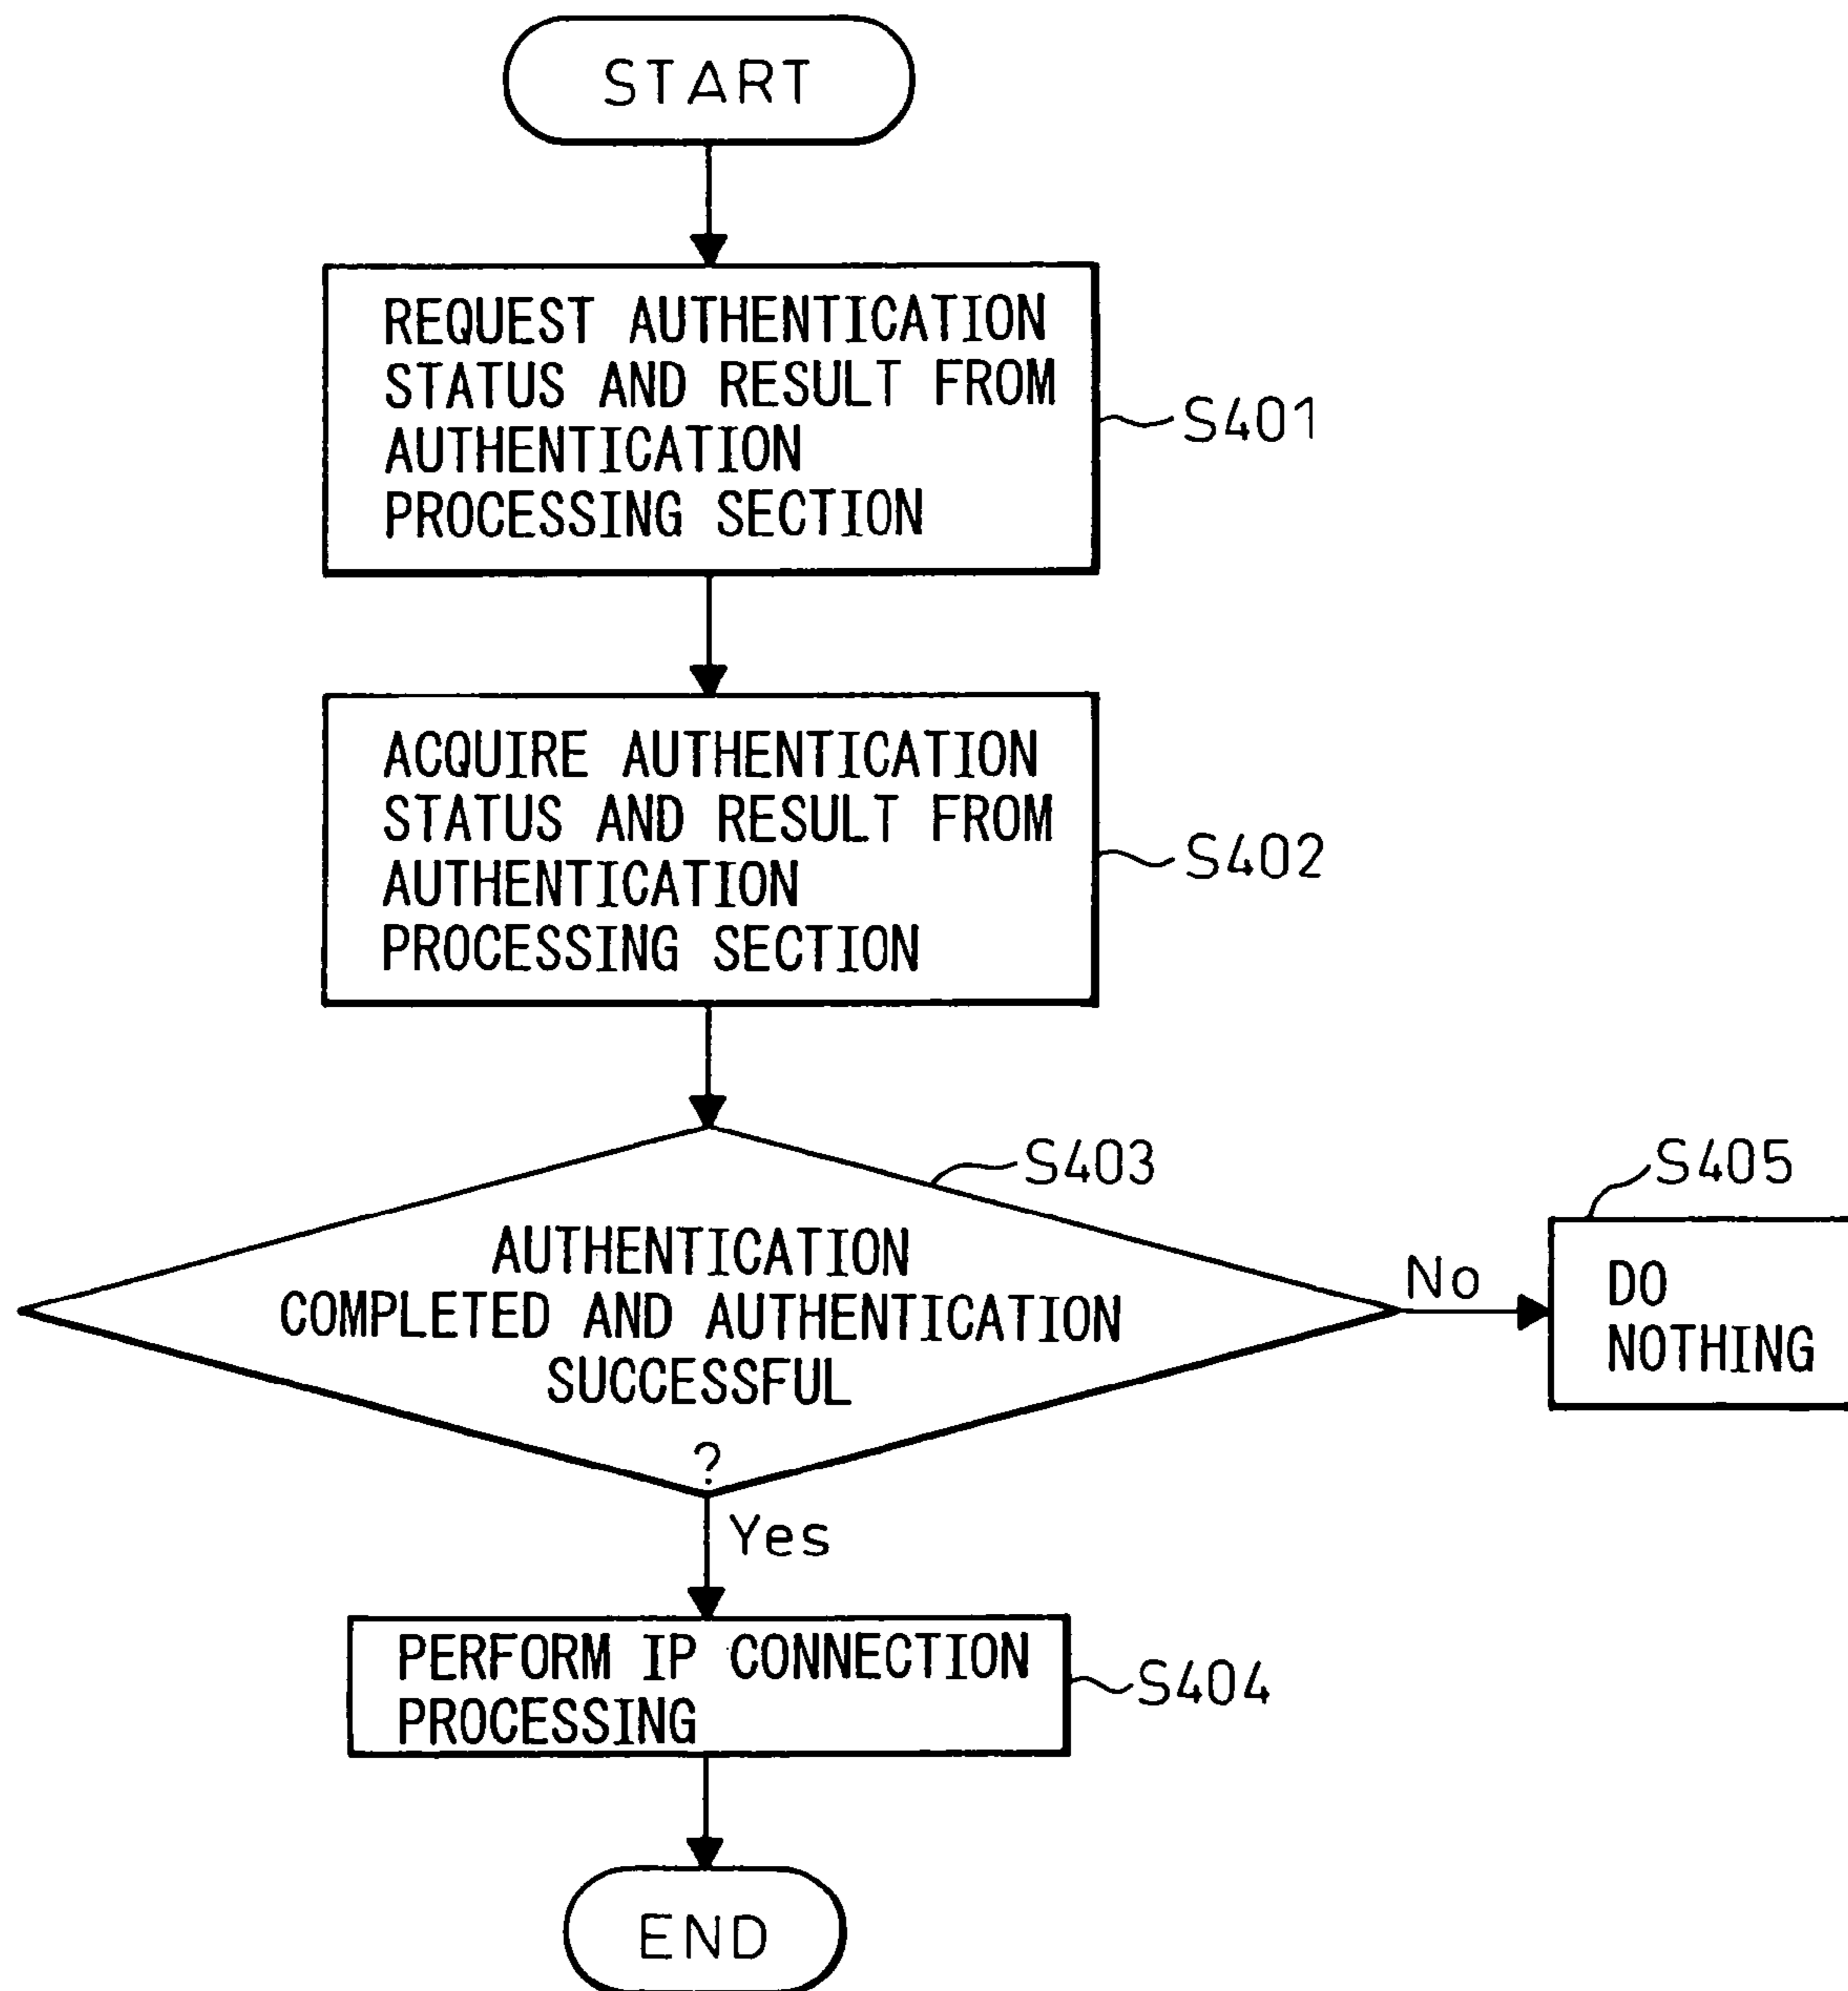 START
REQUEST AUTHENTICATION
STATUS AND RESULT FROM
AUTHENTICATION
PROCESSING SECTION
S401
ACQUIRE AUTHENTICATION
STATUS AND RESULT FROM
AUTHENTICATION
PROCESSING SECTION
S402
S403
AUTHENTICATION
COMPLETED AND AUTHENTICATION
SUCCESSFUL
?
No
S405
DO
NOTHING
Yes
PERFORM IP CONNECTION
PROCESSING
S404
END